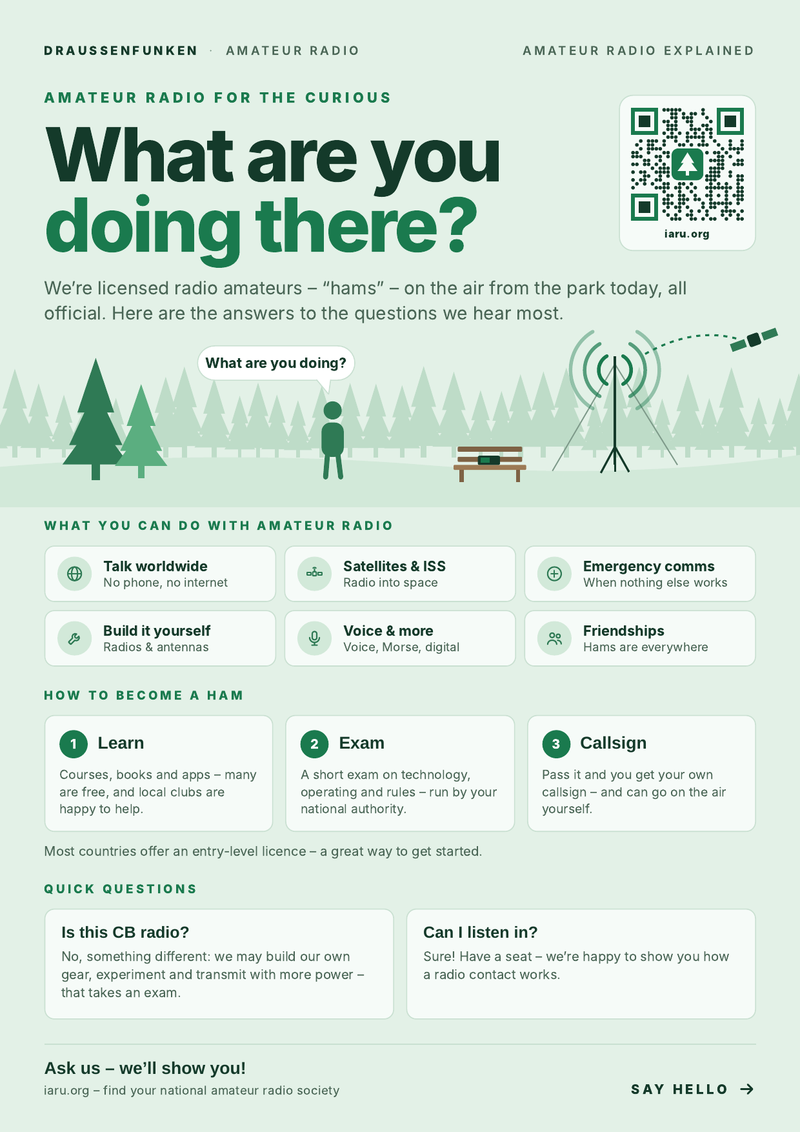 DRAUSSENFUNKEN · AMATEUR RADIO
AMATEUR RADIO EXPLAINED
AMATEUR RADIO FOR THE CURIOUS
What are you
doing there?
iaru.org
We’re licensed radio amateurs – “hams” – on the air from the park today, all
official. Here are the answers to the questions we hear most.
What are you doing?
WHAT YOU CAN DO WITH AMATEUR RADIO
Talk worldwide
No phone, no internet
Satellites & ISS
Radio into space
Emergency comms
When nothing else works
Build it yourself
Radios & antennas
Voice & more
Voice, Morse, digital
Friendships
Hams are everywhere
HOW TO BECOME A HAM
1 Learn
Courses, books and apps – many
are free, and local clubs are
happy to help.
2 Exam
A short exam on technology,
operating and rules – run by your
national authority.
3 Callsign
Pass it and you get your own
callsign – and can go on the air
yourself.
Most countries offer an entry-level licence – a great way to get started.
QUICK QUESTIONS
Is this CB radio?
No, something different: we may build our own
gear, experiment and transmit with more power –
that takes an exam.
Can I listen in?
Sure! Have a seat – we’re happy to show you how
a radio contact works.
Ask us – we’ll show you!
iaru.org – find your national amateur radio society
SAY HELLO →